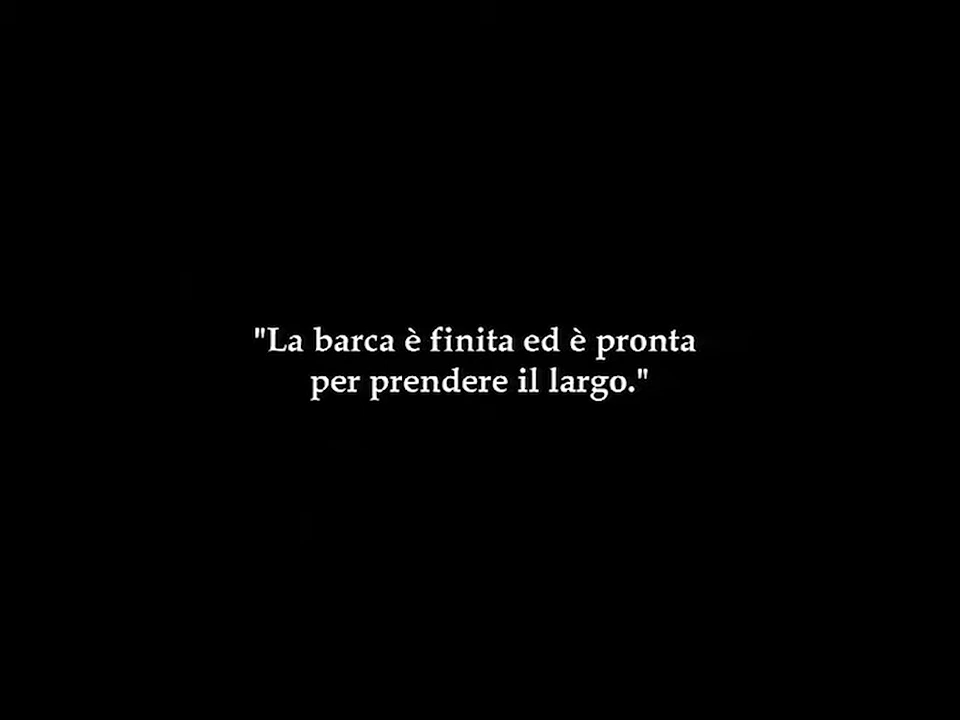 "La barca è finita ed è pronta
per prendere il largo."